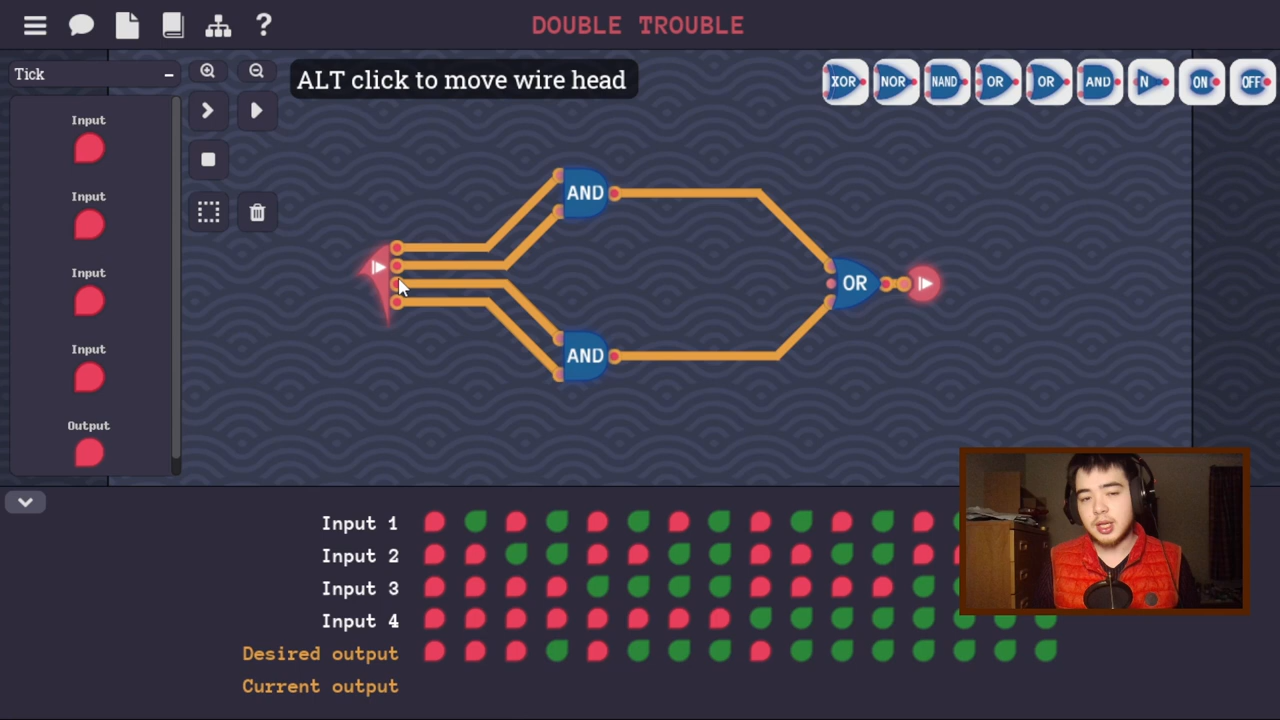 DOUBLE TROUBLE
Tick
ALT click to move wire head
XOR NOR NAND OR OR AND N ON OFF
Input
Input
Input
Input
Output
AND
AND
OR
Input 1
Input 2
Input 3
Input 4
Desired output
Current output